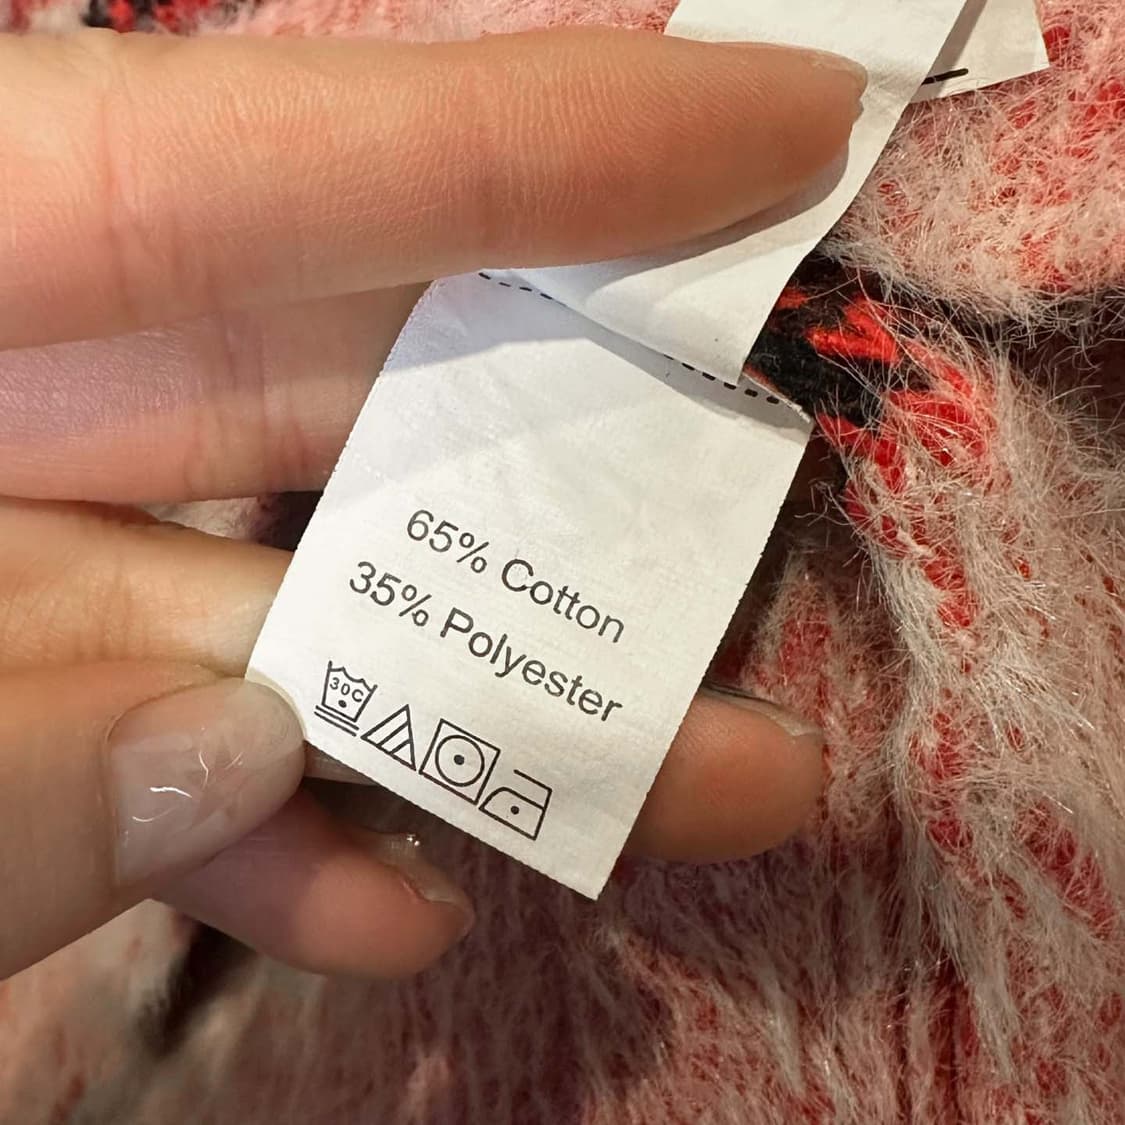 65% Cotton
35% Polyester
30C